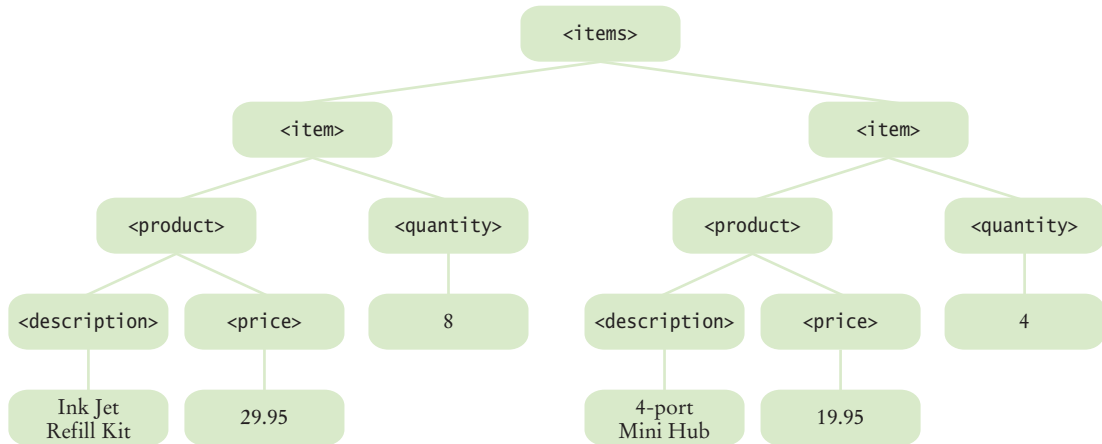 <items>
<item>
<item>
<product>
<quantity>
<product>
<quantity>
<description>
<price>
8
<description>
<price>
4
Ink Jet
Refill Kit
29.95
4-port
Mini Hub
19.95